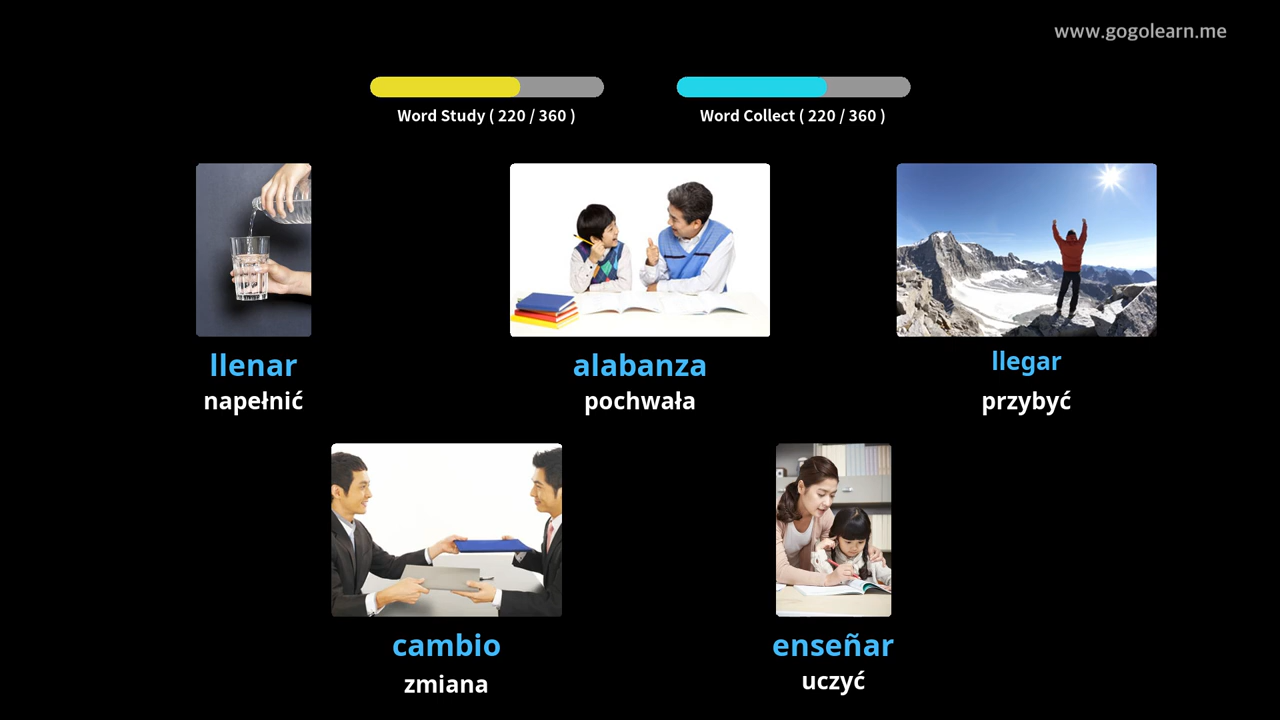 www.gogolearn.me
Word Study ( 220 / 360 )
Word Collect ( 220 / 360 )
llenar
napełnić
alabanza
pochwała
llegar
przybyć
cambio
zmiana
enseñar
uczyć